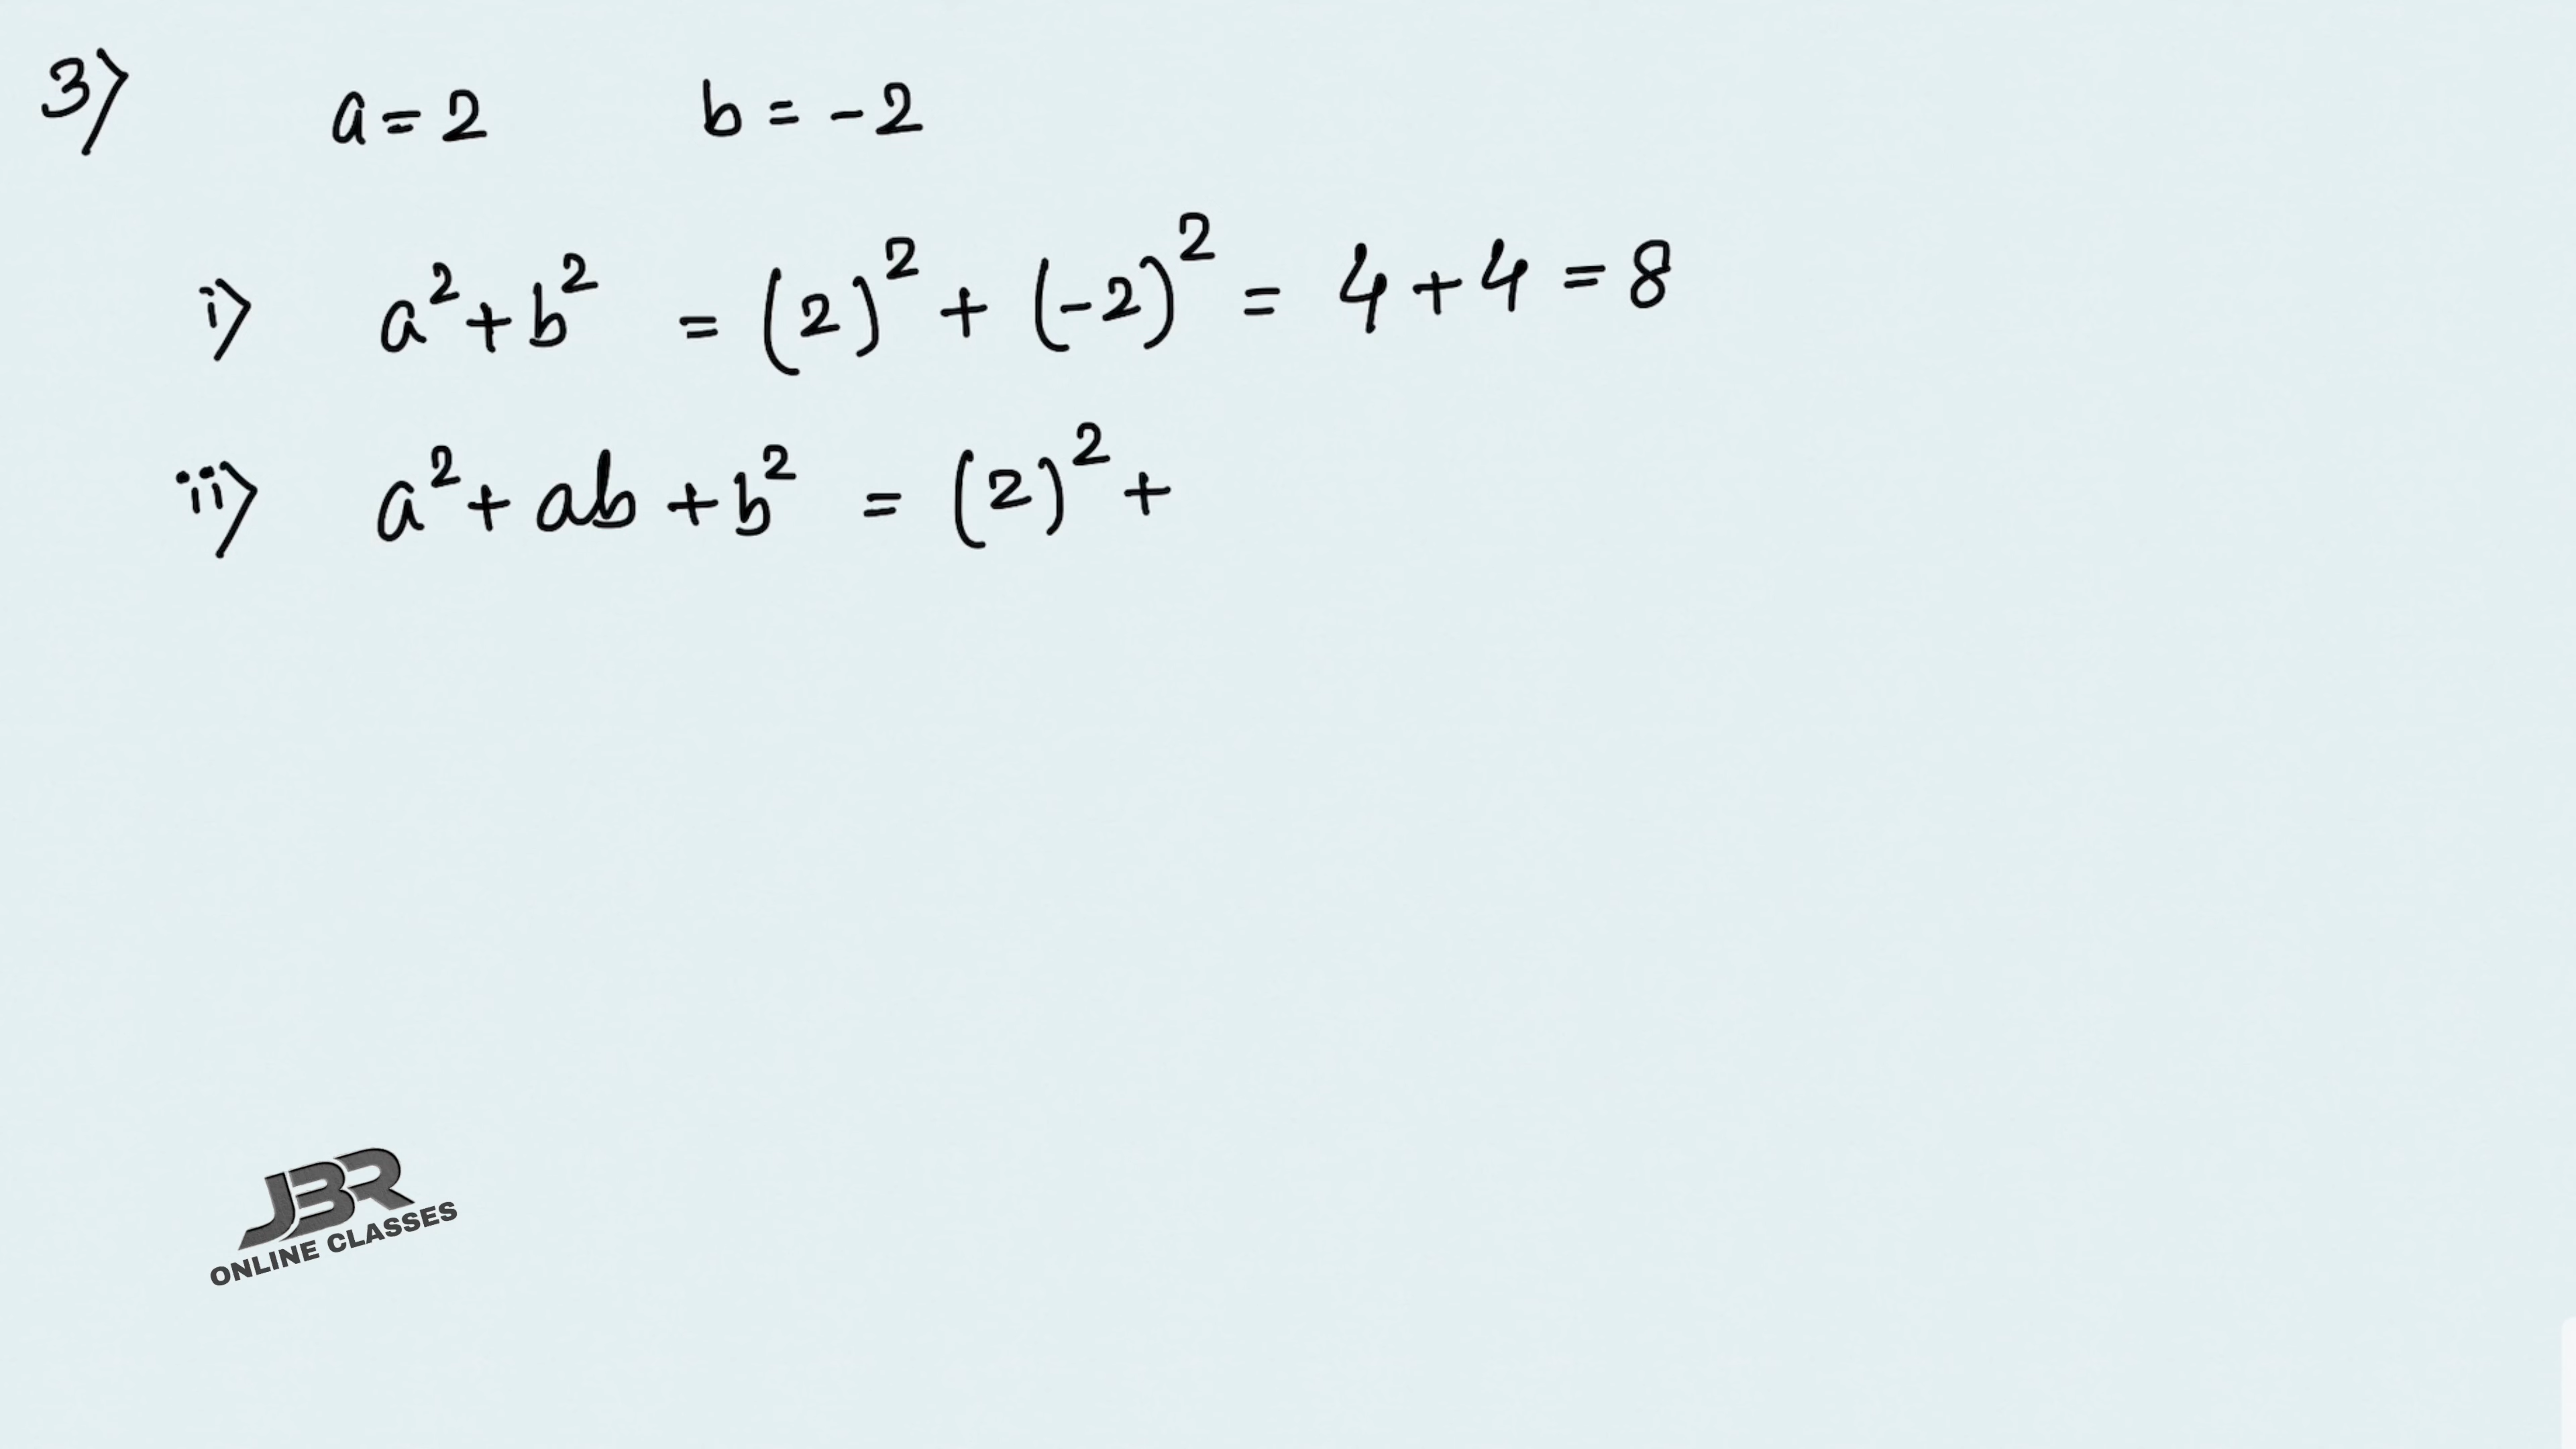 3) a = 2 b = -2
i) a² + b² = (2)² + (-2)² = 4 + 4 = 8
ii) a² + ab + b² = (2)² +
JBR
ONLINE CLASSES